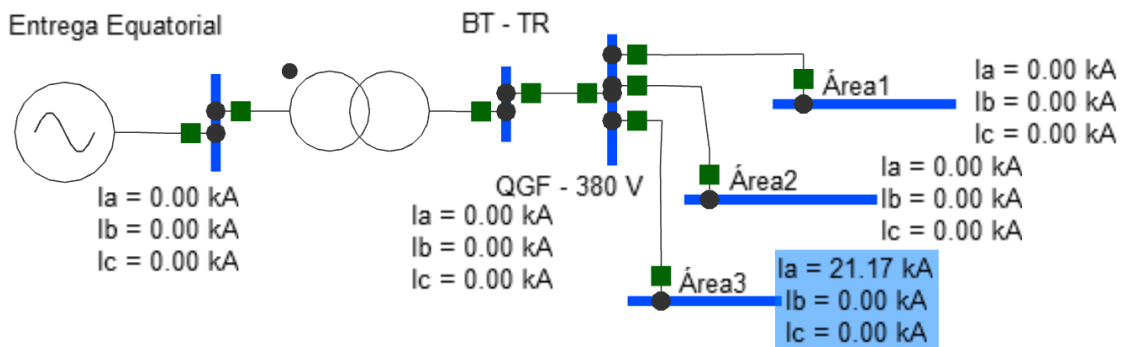 Entrega Equatorial
BT - TR
Ia = 0.00 kA
Ib = 0.00 kA
Ic = 0.00 kA
QGF - 380 V
Ia = 0.00 kA
Ib = 0.00 kA
Ic = 0.00 kA
Área1
Ia = 0.00 kA
Ib = 0.00 kA
Ic = 0.00 kA
Área2
Ia = 0.00 kA
Ib = 0.00 kA
Ic = 0.00 kA
Área3
Ia = 21.17 kA
Ib = 0.00 kA
Ic = 0.00 kA